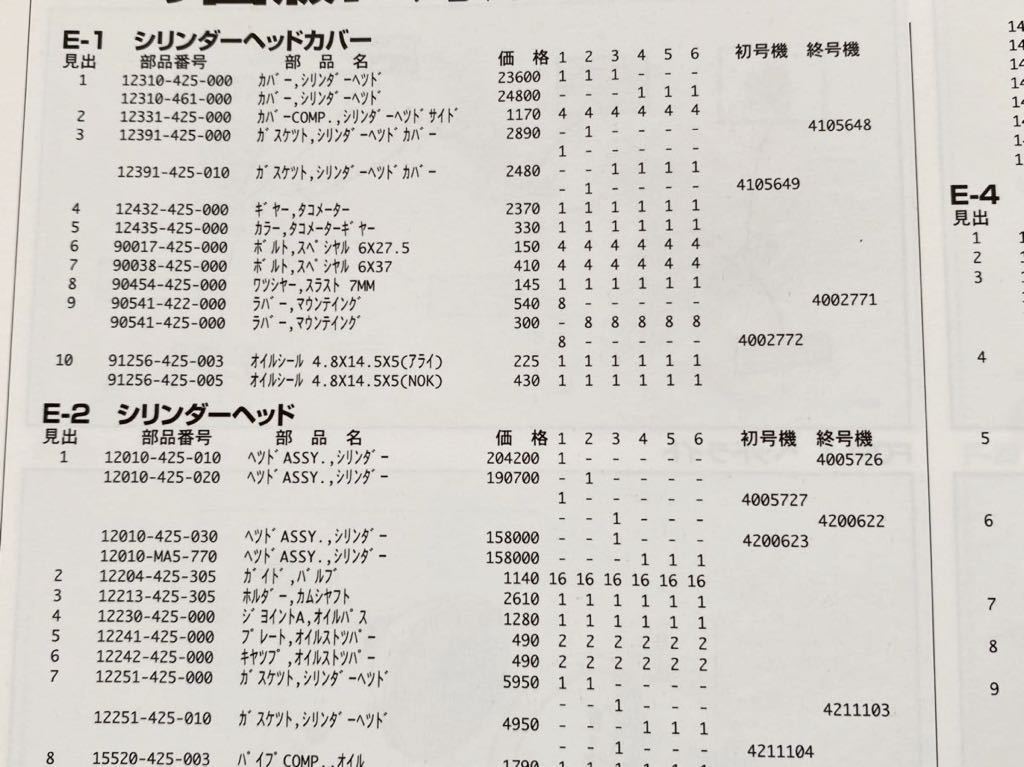 E-1 シリンダーヘッドカバー
見出 部品番号 部 品 名 価 格 1 2 3 4 5 6 初号機 終号機
1 12310-425-000 カバー,シリンダーヘッド 23600 1 1 1 - - -
12310-461-000 カバー,シリンダーヘッド 24800 - - - 1 1 1
2 12331-425-000 カバーCOMP.,シリンダーヘッドサイド 1170 4 4 4 4 4 4
3 12391-425-000 ガスケット,シリンダーヘッドカバー 2890 - 1 - - - - 4105648
1 - - - - -
12391-425-010 ガスケット,シリンダーヘッドカバー 2480 - - 1 1 1 1
- 1 - - - - 4105649
4 12432-425-000 ギヤー,タコメーター 2370 1 1 1 1 1 1
5 12435-425-000 カラー,タコメーターギヤー 330 1 1 1 1 1 1
6 90017-425-000 ボルト,スペシャル 6X27.5 150 4 4 4 4 4 4
7 90038-425-000 ボルト,スペシャル 6X37 410 4 4 4 4 4 4
8 90454-425-000 ワツシヤー,スラスト 7MM 145 1 1 1 1 1 1
9 90541-422-000 ラバー,マウンテイング 540 8 - - - - - 4002771
90541-425-000 ラバー,マウンテイング 300 - 8 8 8 8 8
8 - - - - - 4002772
10 91256-425-003 オイルシール 4.8X14.5X5(アライ) 225 1 1 1 1 1 1
91256-425-005 オイルシール 4.8X14.5X5(NOK) 430 1 1 1 1 1 1
E-2 シリンダーヘッド
見出 部品番号 部 品 名 価 格 1 2 3 4 5 6 初号機 終号機
1 12010-425-010 ヘツドASSY.,シリンダー 204200 1 - - - - - 4005726
12010-425-020 ヘツドASSY.,シリンダー 190700 - 1 - - - -
1 - - - - - 4005727
- - 1 - - - 4200622
12010-425-030 ヘツドASSY.,シリンダー 158000 - - 1 - - - 4200623
12010-MA5-770 ヘツドASSY.,シリンダー 158000 - - - 1 1 1
2 12204-425-305 ガイド,バルブ 1140 16 16 16 16 16 16
3 12213-425-305 ホルダー,カムシャフト 2610 1 1 1 1 1 1
4 12230-425-000 ジヨイントA,オイルパス 1280 1 1 1 1 1 1
5 12241-425-000 プレート,オイルストツパー 490 2 2 2 2 2 2
6 12242-425-000 キヤツプ,オイルストツパー 490 2 2 2 2 2 2
7 12251-425-000 ガスケツト,シリンダーヘツド 5950 1 1 - - - -
- - 1 - - - 4211103
12251-425-010 ガスケツト,シリンダーヘツド 4950 - - - 1 1 1
- - 1 - - - 4211104
8 15520-425-003 パイプCOMP.,オイル 1790
E-4
見出
1
2
3
4
5
6
7
8
9